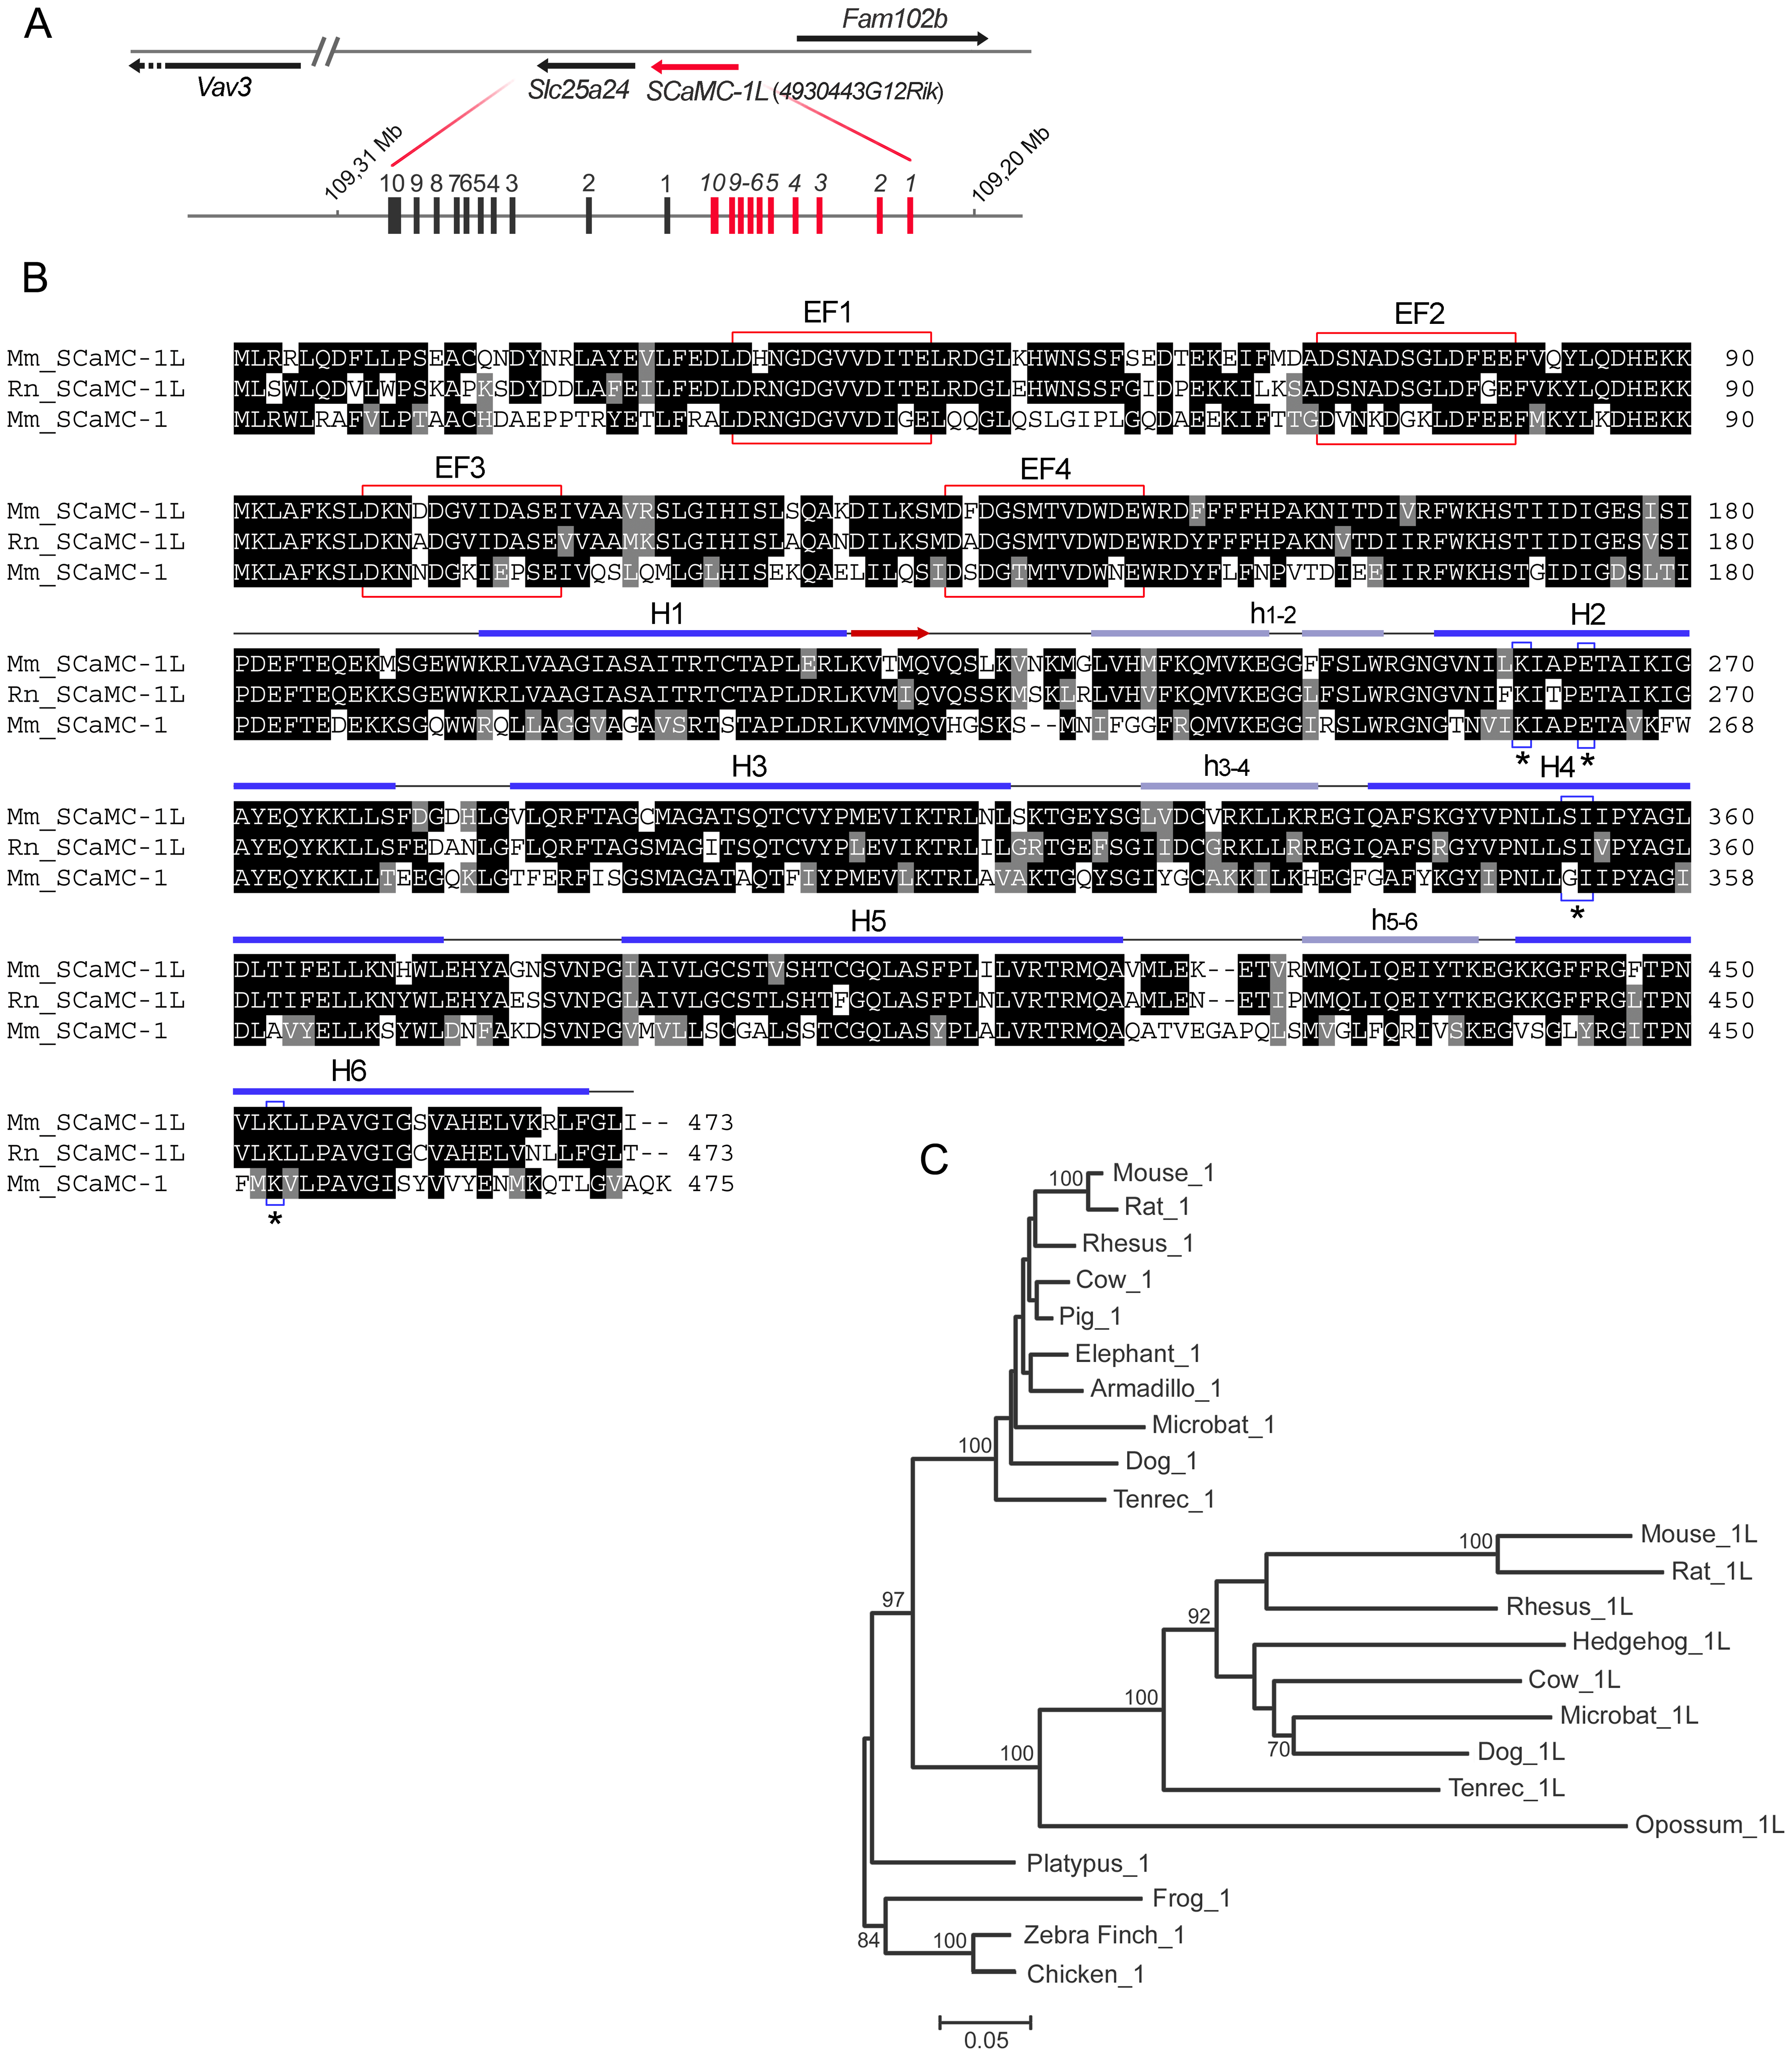 A
Fam102b
Vav3
Slc25a24
SCaMC-1L (4930443G12Rik)
109,31 Mb
109,20 Mb
10 9 8 7 6 5 4 3 2 1 10 9-6 5 4 3 2 1
B
EF1 EF2
Mm_SCaMC-1L MLRRLQDFLLPSEACQNDYNRLAYEVLFEDLDHNGDGVVDITELRDGLKHWNSSFSEDTEKEIFMDADSNADSGLDFEEFVQYLQDHEKK 90
Rn_SCaMC-1L MLSWLQDVLWPSKAPKSDYDDLAFEILFEDLDRNGDGVVDITELRDGLEHWNSSFGIDPEKKILKSADSNADSGLDFGEFVKYLQDHEKK 90
Mm_SCaMC-1 MLRWLRAFVLPTAACHDAEPPTRYETLFRALDRNGDGVVDIGELQQGLQSLGIPLGQDAEEKIFTTGDVNKDGKLDFEEFMKYLKDHEKK 90
EF3 EF4
Mm_SCaMC-1L MKLAFKSLDKNDDGVIDASEIVAAVRSLGIHISLSQAKDILKSMDFDGSMTVDWDEWRDFFFFHPAKNITDIVRFWKHSTIIDIGESISI 180
Rn_SCaMC-1L MKLAFKSLDKNADGVIDASEVVAAMKSLGIHISLAQANDILKSMDADGSMTVDWDEWRDYFFFHPAKNVTDIIRFWKHSTIIDIGESVSI 180
Mm_SCaMC-1 MKLAFKSLDKNNDGKIEPSEIVQSLQMLGLHISEKQAELILQSIDSDGTMTVDWNEWRDYFLFNPVTDIEEIIRFWKHSTGIDIGDSLTI 180
H1 h1-2 H2
Mm_SCaMC-1L PDEFTEQEKMSGEWWKRLVAAGIASAITRTCTAPLERLKVTMQVQSLKVNKMGLVHMFKQMVKEGGFFSLWRGNGVNILKIAPETAIKIG 270
Rn_SCaMC-1L PDEFTEQEKKSGEWWKRLVAAGIASAITRTCTAPLDRLKVMIQVQSSKMSKLRLVHVFKQMVKEGGLFSLWRGNGVNIFKITPETAIKIG 270
Mm_SCaMC-1 PDEFTEDEKKSGQWWRQLLAGGVAGAVSRTSTAPLDRLKVMMQVHGSKS--MNIFGGFRQMVKEGGIRSLWRGNGTNVIKIAPETAVKFW 268
* *
H3 h3-4 H4
Mm_SCaMC-1L AYEQYKKLLSFDGDHLGVLQRFTAGCMAGATSQTCVYPMEVIKTRLNLSKTGEYSGLVDCVRKLLKREGIQAFSKGYVPNLLSIIPYAGL 360
Rn_SCaMC-1L AYEQYKKLLSFEDANLGFLQRFTAGSMAGITSQTCVYPLEVIKTRLILGRTGEFSGIIDCGRKLLRREGIQAFSRGYVPNLLSIVPYAGL 360
Mm_SCaMC-1 AYEQYKKLLTEEGQKLGTFERFISGSMAGATAQTFIYPMEVLKTRLAVAKTGQYSGIYGCAKKILKHEGFGAFYKGYIPNLLGIIPYAGI 358
*
H5 h5-6
Mm_SCaMC-1L DLTIFELLKNHWLEHYAGNSVNPGIAIVLGCSTVSHTCGQLASFPLILVRTRMQAVMLEK--ETVRMMQLIQEIYTKEGKKGFFRGFTPN 450
Rn_SCaMC-1L DLTIFELLKNYWLEHYAESSVNPGLAIVLGCSTLSHTFGQLASFPLNLVRTRMQAAMLEN--ETIPMMQLIQEIYTKEGKKGFFRGLTPN 450
Mm_SCaMC-1 DLAVYELLKSYWLDNFAKDSVNPGVMVLLSCGALSSTCGQLASYPLALVRTRMQAQATVEGAPQLSMVGLFQRIVSKEGVSGLYRGITPN 450
H6
Mm_SCaMC-1L VLKLLPAVGIGSVAHELVKRLFGLI-- 473
Rn_SCaMC-1L VLKLLPAVGIGCVAHELVNLLFGLT-- 473
Mm_SCaMC-1 FMKVLPAVGISYVVYENMKQTLGVAQK 475
*
C
100 Mouse_1
Rat_1
Rhesus_1
Cow_1
Pig_1
Elephant_1
Armadillo_1
Microbat_1
100
Dog_1
Tenrec_1
100 Mouse_1L
Rat_1L
97
92 Rhesus_1L
Hedgehog_1L
Cow_1L
100 Microbat_1L
70 Dog_1L
100
Tenrec_1L
Opossum_1L
Platypus_1
Frog_1
84 100 Zebra Finch_1
Chicken_1
0.05